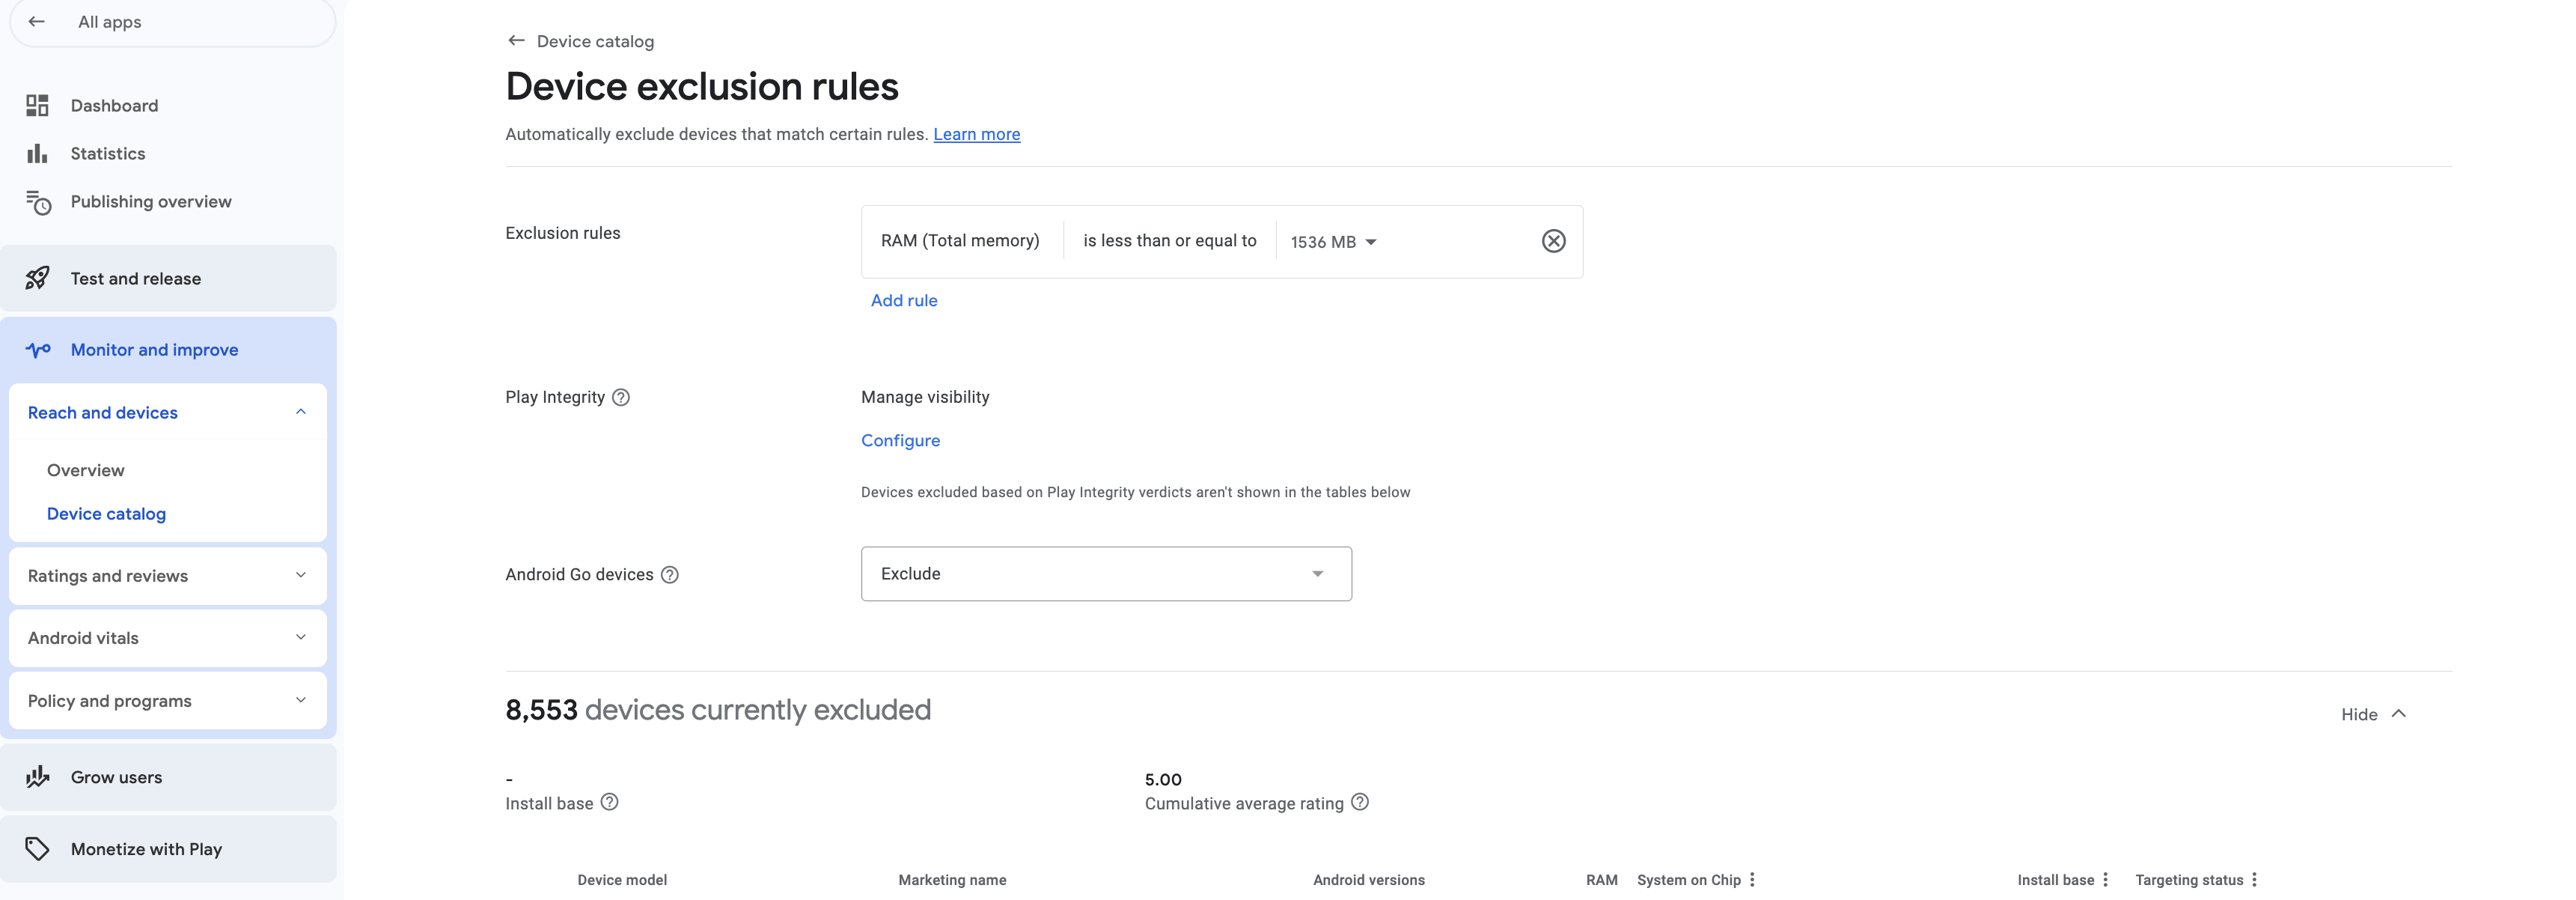 All apps
Dashboard
Statistics
Publishing overview
Test and release
Monitor and improve
Reach and devices
Overview
Device catalog
Ratings and reviews
Android vitals
Policy and programs
Grow users
Monetize with Play
Device catalog
Device exclusion rules
Automatically exclude devices that match certain rules. Learn more
Exclusion rules
RAM (Total memory) is less than or equal to 1536 MB
Add rule
Play Integrity
Manage visibility
Configure
Devices excluded based on Play Integrity verdicts aren't shown in the tables below
Android Go devices
Exclude
8,553 devices currently excluded
Hide
-
Install base
5.00
Cumulative average rating
Device model Marketing name Android versions RAM System on Chip Install base Targeting status